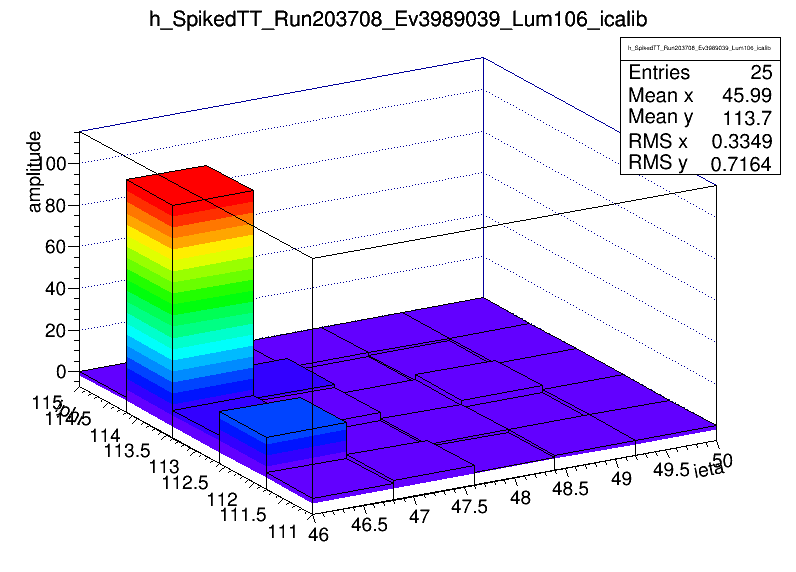 h_SpikedTT_Run203708_Ev3989039_Lum106_icalib
h_SpikedTT_Run203708_Ev3989039_Lum106_icalib
Entries 25
Mean x 45.99
Mean y 113.7
RMS x 0.3349
RMS y 0.7164
amplitude
100
80
60
40
20
0
115
114.5
114
113.5
113
112.5
112
111.5
111
46
46.5
47
47.5
48
48.5
49
49.5
50
ieta